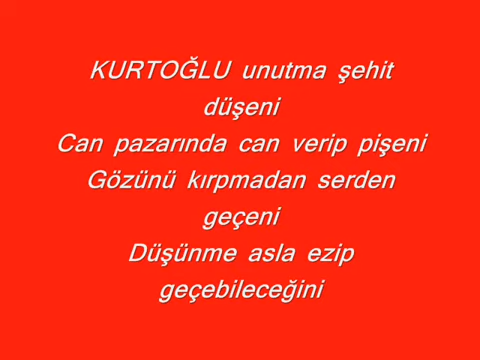 KURTOĞLU unutma şehit
düşeni
Can pazarında can verip pişeni
Gözünü kırpmadan serden
geçeni
Düşünme asla ezip
geçebileceğini